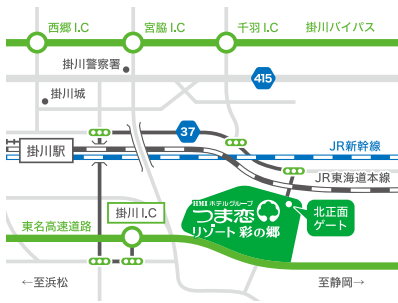 西郷 I.C
宮脇 I.C
千羽 I.C
掛川バイパス
掛川警察署
415
掛川城
37
掛川駅
JR新幹線
JR東海道本線
HMI ホテルグループ
つま恋
リゾート 彩の郷
北正面
ゲート
掛川 I.C
東名高速道路
←至浜松
至静岡→